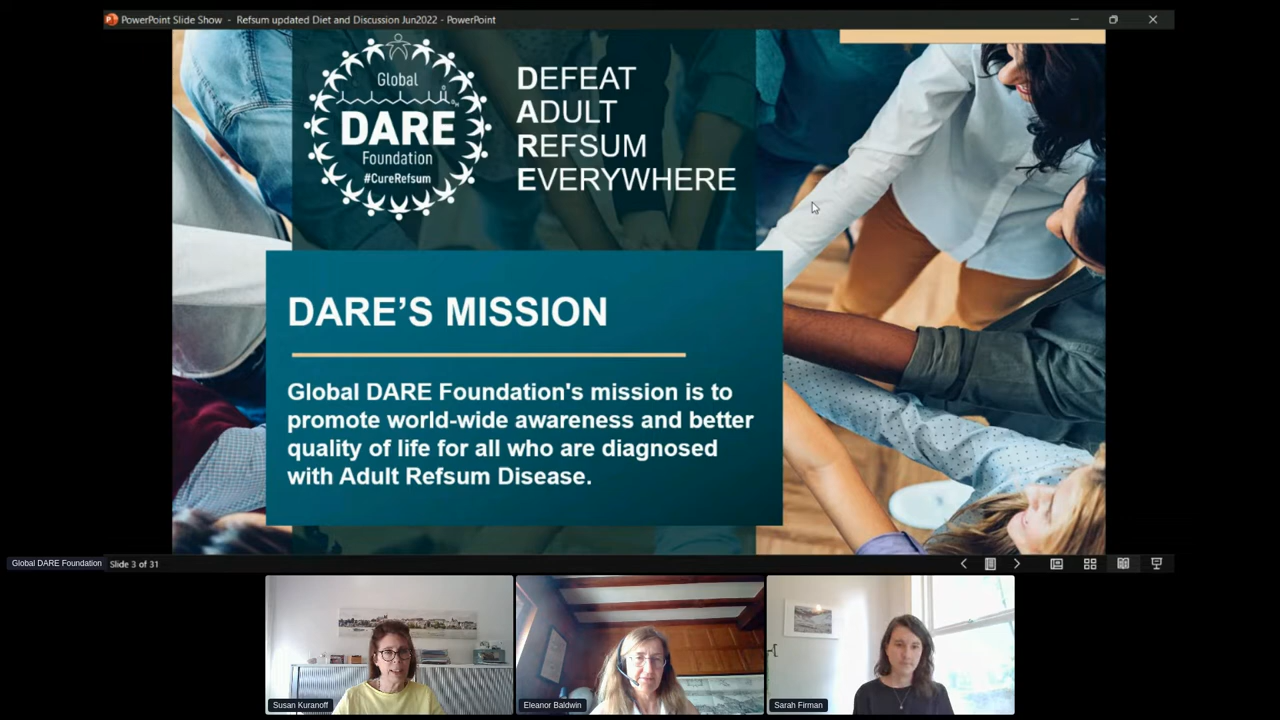 PowerPoint Slide Show - Refsum updated Diet and Discussion Jun2022 - PowerPoint
Global
DARE
Foundation
#CureRefsum
DEFEAT
ADULT
REFSUM
EVERYWHERE
DARE'S MISSION
Global DARE Foundation's mission is to
promote world-wide awareness and better
quality of life for all who are diagnosed
with Adult Refsum Disease.
Global DARE Foundation
Slide 3 of 31
Susan Kuranoff
Eleanor Baldwin
Sarah Firman